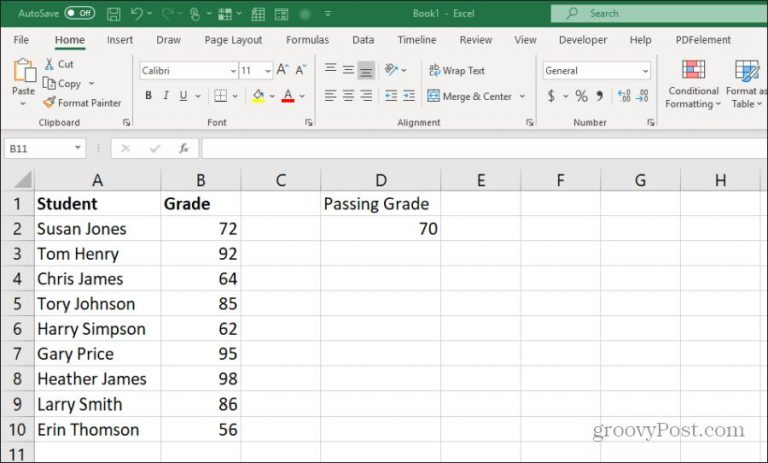 AutoSave Off Book1 - Excel Search
File Home Insert Draw Page Layout Formulas Data Timeline Review View Developer Help PDFelement
Cut
Copy
Format Painter
Paste
Calibri 11 A A
B I U A
ab Wrap Text
Merge & Center
General
$ % ,
Conditional Formatting
Format as Table
Clipboard Font Alignment Number
B11 fx
A B C D E F G H
1 Student Grade Passing Grade
2 Susan Jones 72 70
3 Tom Henry 92
4 Chris James 64
5 Tory Johnson 85
6 Harry Simpson 62
7 Gary Price 95
8 Heather James 98
9 Larry Smith 86
10 Erin Thomson 56
11
groovyPost.com